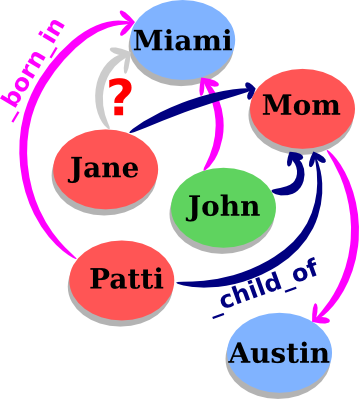 Miami
_born_in
?
Mom
Jane
John
Patti
_child_of
Austin